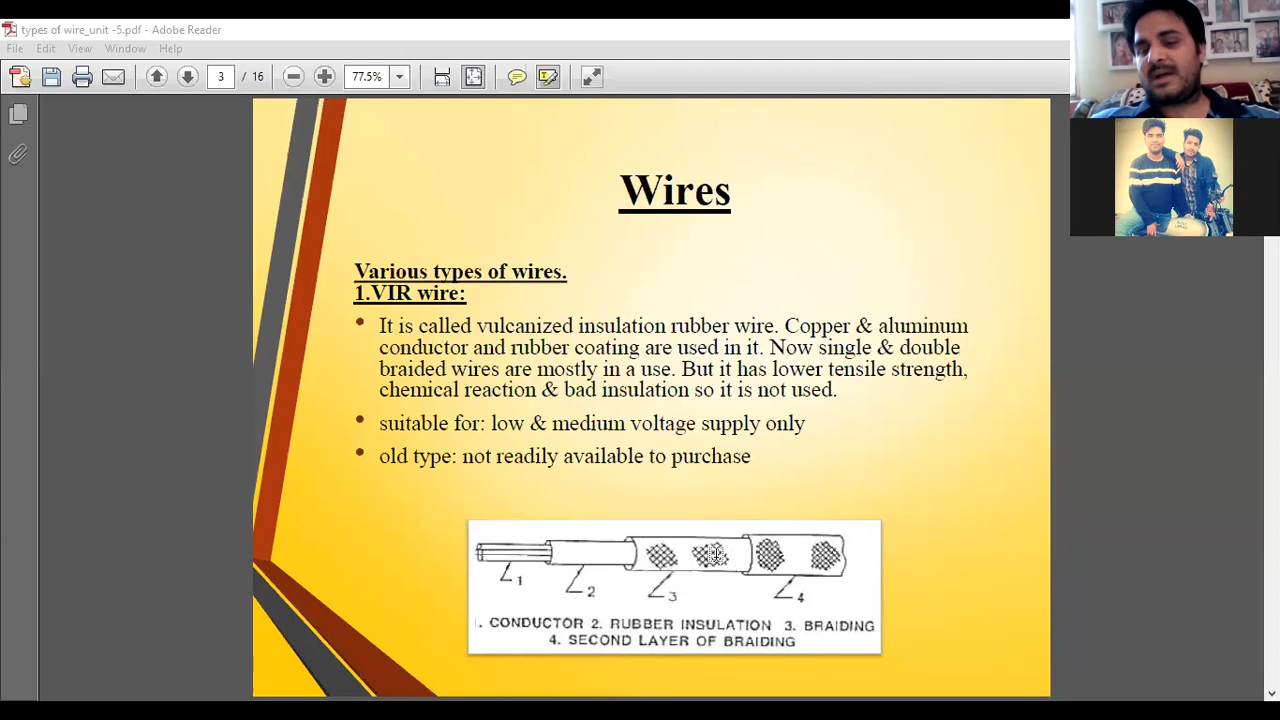 types of wire_unit -5.pdf - Adobe Reader
File Edit View Window Help
3 / 16 77.5%
Wires
Various types of wires.
1.VIR wire:
• It is called vulcanized insulation rubber wire. Copper & aluminum
conductor and rubber coating are used in it. Now single & double
braided wires are mostly in a use. But it has lower tensile strength,
chemical reaction & bad insulation so it is not used.
• suitable for: low & medium voltage supply only
• old type: not readily available to purchase
1 2 3 4
. CONDUCTOR 2. RUBBER INSULATION 3. BRAIDING
4. SECOND LAYER OF BRAIDING